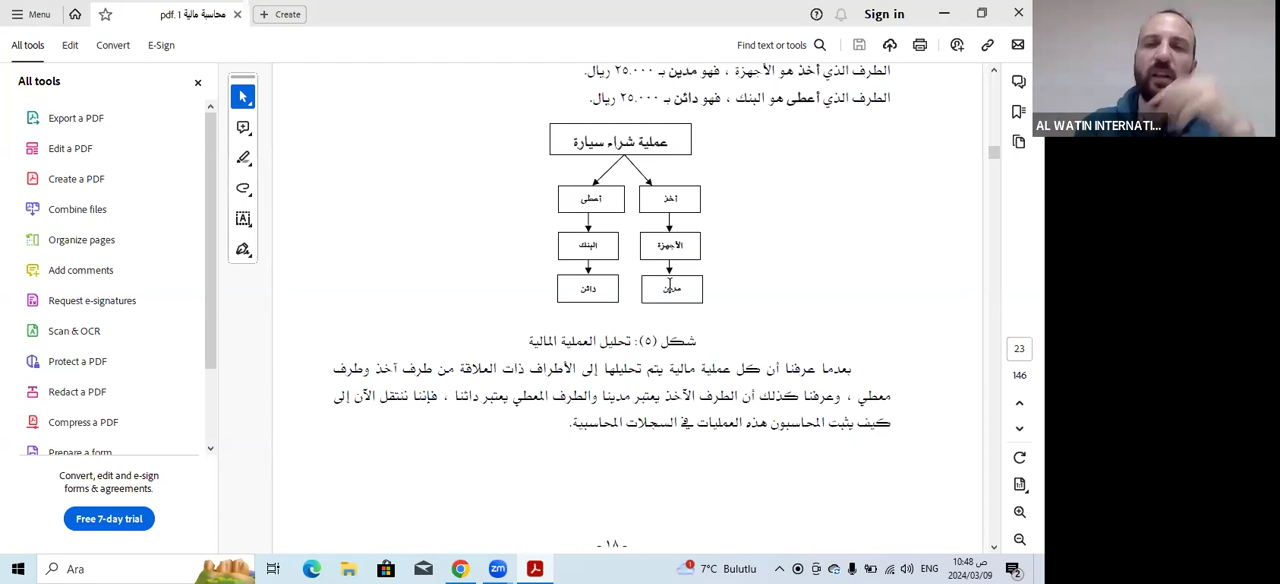 Menu
محاسبة مالية 1.pdf
Create
Sign in
All tools
Edit
Convert
E-Sign
Find text or tools
All tools
Export a PDF
Edit a PDF
Create a PDF
Combine files
Organize pages
Add comments
Request e-signatures
Scan & OCR
Protect a PDF
Redact a PDF
Compress a PDF
Prepare a form
Convert, edit and e-sign
forms & agreements.
Free 7-day trial
الطرف الذي أخذ هو الأجهزة ، فهو مدين بـ ٢٥.٠٠٠ ريال.
الطرف الذي أعطى هو البنك ، فهو دائن بـ ٢٥.٠٠٠ ريال.
عملية شراء سيارة
أخذ
أعطى
الأجهزة
البنك
مدين
دائن
شكل (٥): تحليل العملية المالية
بعدما عرفنا أن كل عملية مالية يتم تحليلها إلى الأطراف ذات العلاقة من طرف آخذ وطرف
معطي ، وعرفنا كذلك أن الطرف الآخذ يعتبر مدينا والطرف المعطي يعتبر دائنا ، فإننا ننتقل الآن إلى
كيف يثبت المحاسبون هذه العمليات في السجلات المحاسبية.
- ١٨ -
23
146
AL WATIN INTERNATI...
Ara
zm
7°C Bulutlu
ENG
10:48 ص
2024/03/09
2